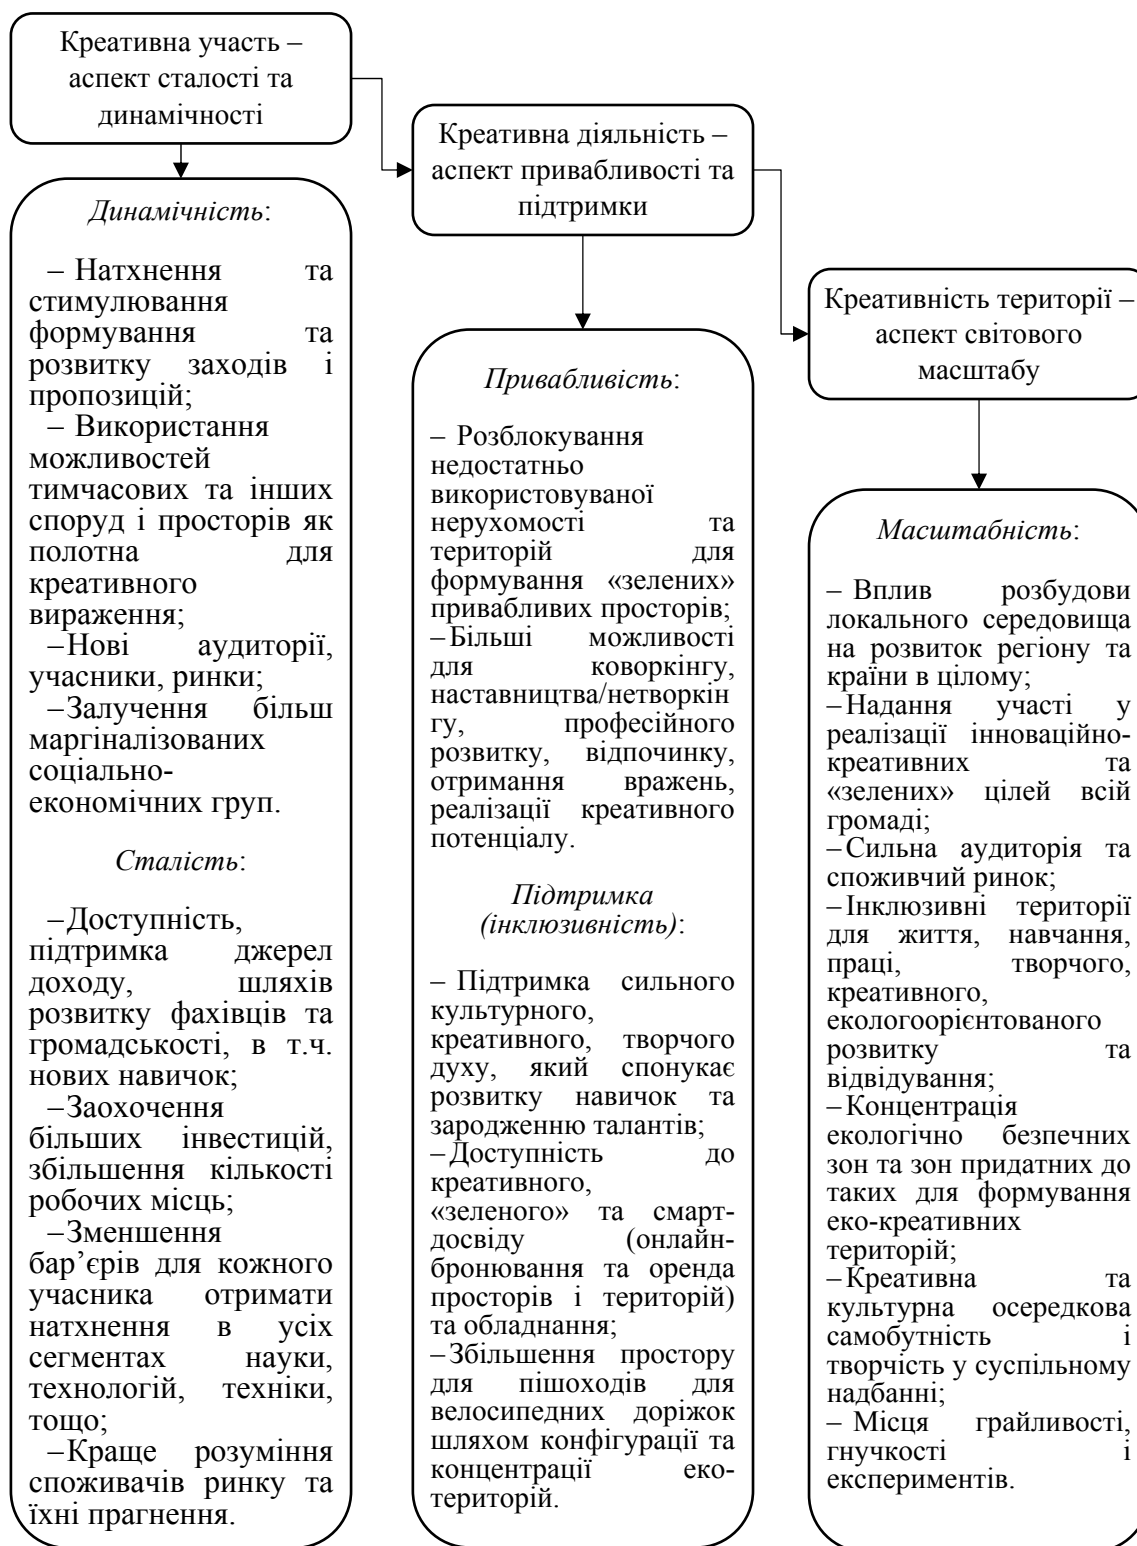 Креативна участь –
аспект сталості та
динамічності
Динамічність:
– Натхнення та
стимулювання
формування та
розвитку заходів і
пропозицій;
– Використання
можливостей
тимчасових та інших
споруд і просторів як
полотна для
креативного
вираження;
–Нові аудиторії,
учасники, ринки;
–Залучення більш
маргіналізованих
соціально-
економічних груп.
Сталість:
–Доступність,
підтримка джерел
доходу, шляхів
розвитку фахівців та
громадськості, в т.ч.
нових навичок;
–Заохочення
більших інвестицій,
збільшення кількості
робочих місць;
–Зменшення
бар’єрів для кожного
учасника отримати
натхнення в усіх
сегментах науки,
технологій, техніки,
тощо;
–Краще розуміння
споживачів ринку та
їхні прагнення.
Креативна діяльність –
аспект привабливості та
підтримки
Привабливість:
– Розблокування
недостатньо
використовуваної
нерухомості та
територій для
формування «зелених»
привабливих просторів;
–Більші можливості
для коворкінгу,
наставництва/нетворкін
гу, професійного
розвитку, відпочинку,
отримання вражень,
реалізації креативного
потенціалу.
Підтримка
(інклюзивність):
– Підтримка сильного
культурного,
креативного, творчого
духу, який спонукає
розвитку навичок та
зародженню талантів;
–Доступність до
креативного,
«зеленого» та смарт-
досвіду (онлайн-
бронювання та оренда
просторів і територій)
та обладнання;
–Збільшення простору
для пішоходів для
велосипедних доріжок
шляхом конфігурації та
концентрації еко-
територій.
Креативність території –
аспект світового
масштабу
Масштабність:
– Вплив розбудови
локального середовища
на розвиток регіону та
країни в цілому;
–Надання участі у
реалізації інноваційно-
креативних та
«зелених» цілей всій
громаді;
–Сильна аудиторія та
споживчий ринок;
–Інклюзивні території
для життя, навчання,
праці, творчого,
креативного,
екологоорієнтованого
розвитку та
відвідування;
–Концентрація
екологічно безпечних
зон та зон придатних до
таких для формування
еко-креативних
територій;
–Креативна та
культурна осередкова
самобутність і
творчість у суспільному
надбанні;
– Місця грайливості,
гнучкості і
експериментів.